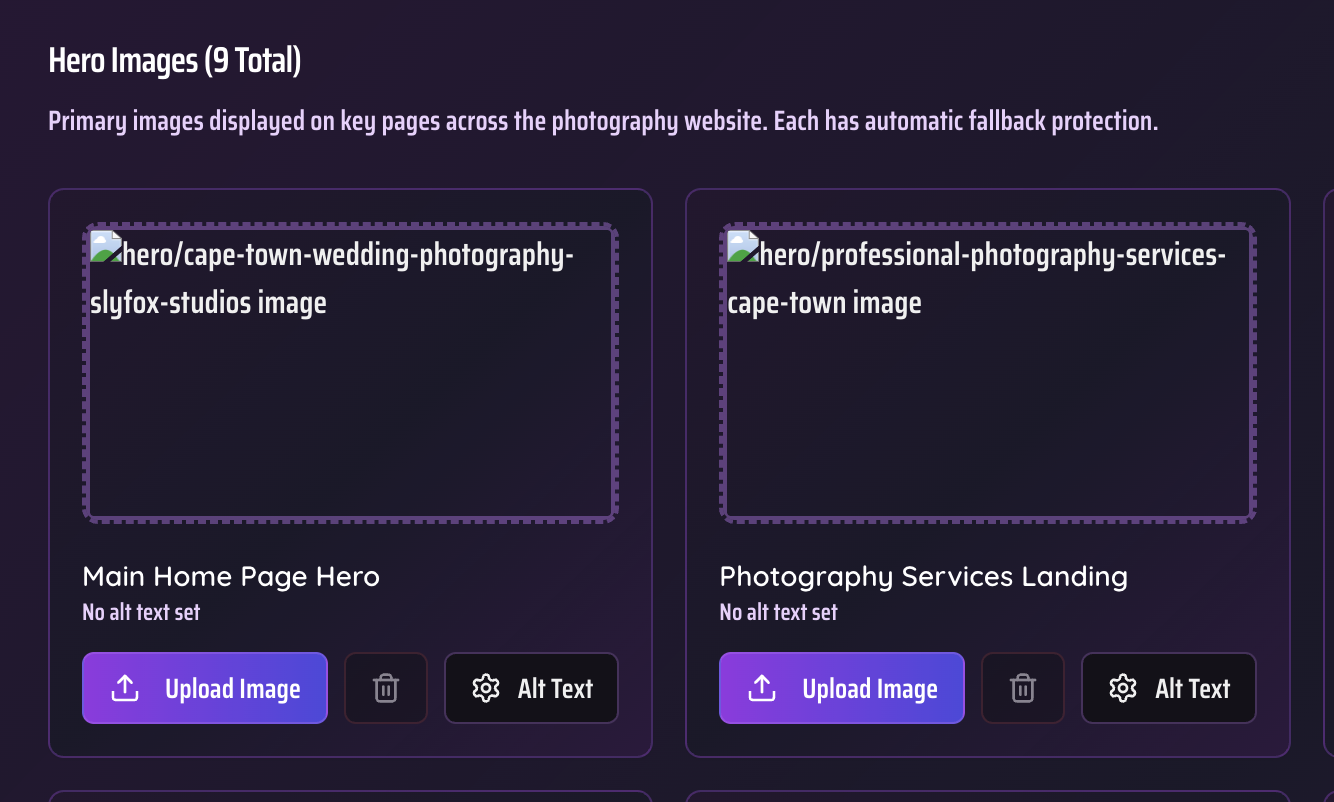 Hero Images (9 Total)
Primary images displayed on key pages across the photography website. Each has automatic fallback protection.
hero/cape-town-wedding-photography-
slyfox-studios image
Main Home Page Hero
No alt text set
Upload Image
Alt Text
hero/professional-photography-services-
cape-town image
Photography Services Landing
No alt text set
Upload Image
Alt Text